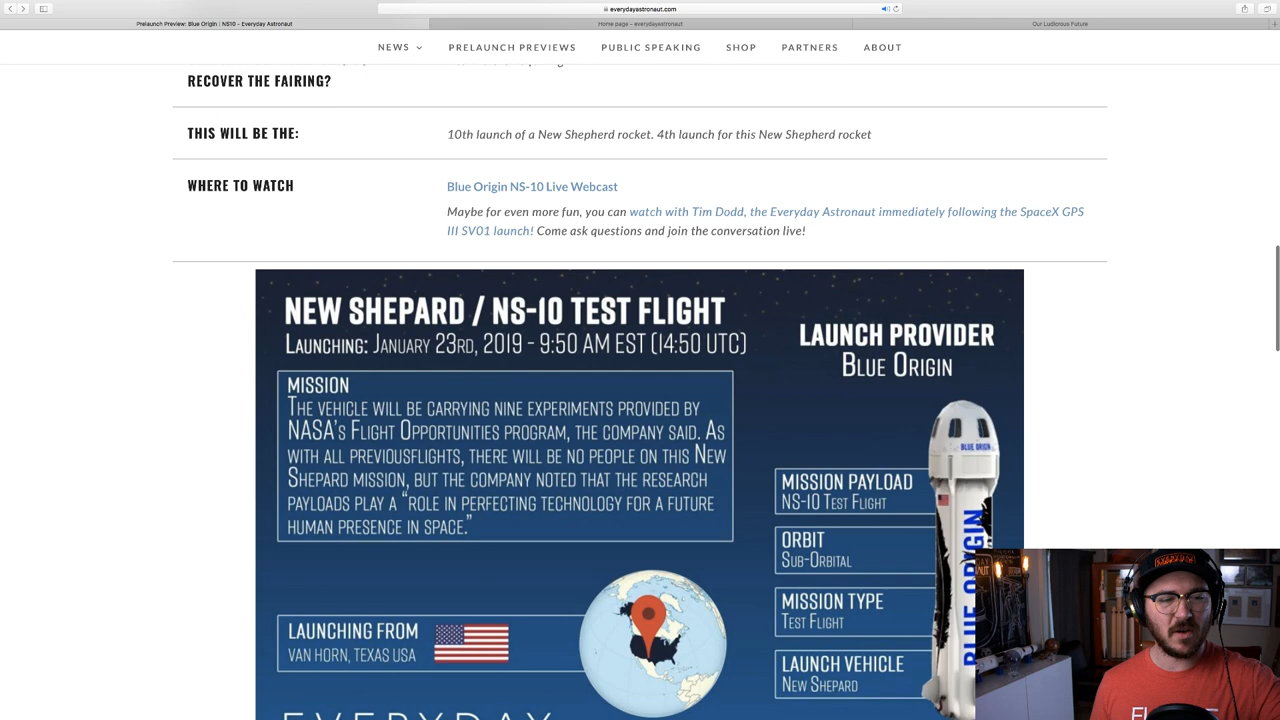 everydayastronaut.com
Prelaunch Preview: Blue Origin | NS10 - Everyday Astronaut
Home page – everydayastronaut
Our Ludicrous Future
NEWS
PRELAUNCH PREVIEWS
PUBLIC SPEAKING
SHOP
PARTNERS
ABOUT
RECOVER THE FAIRING?
THIS WILL BE THE:
10th launch of a New Shepherd rocket. 4th launch for this New Shepherd rocket
WHERE TO WATCH
Blue Origin NS-10 Live Webcast
Maybe for even more fun, you can watch with Tim Dodd, the Everyday Astronaut immediately following the SpaceX GPS
III SV01 launch! Come ask questions and join the conversation live!
NEW SHEPARD / NS-10 TEST FLIGHT
LAUNCHING: JANUARY 23RD, 2019 - 9:50 AM EST (14:50 UTC)
MISSION
THE VEHICLE WILL BE CARRYING NINE EXPERIMENTS PROVIDED BY
NASA'S FLIGHT OPPORTUNITIES PROGRAM, THE COMPANY SAID. AS
WITH ALL PREVIOUSFLIGHTS, THERE WILL BE NO PEOPLE ON THIS NEW
SHEPARD MISSION, BUT THE COMPANY NOTED THAT THE RESEARCH
PAYLOADS PLAY A “ROLE IN PERFECTING TECHNOLOGY FOR A FUTURE
HUMAN PRESENCE IN SPACE.”
LAUNCHING FROM
VAN HORN, TEXAS USA
LAUNCH PROVIDER
BLUE ORIGIN
BLUE ORIGIN
MISSION PAYLOAD
NS-10 TEST FLIGHT
ORBIT
SUB-ORBITAL
MISSION TYPE
TEST FLIGHT
LAUNCH VEHICLE
NEW SHEPARD
BLUE ORIGIN
EVERYDAY